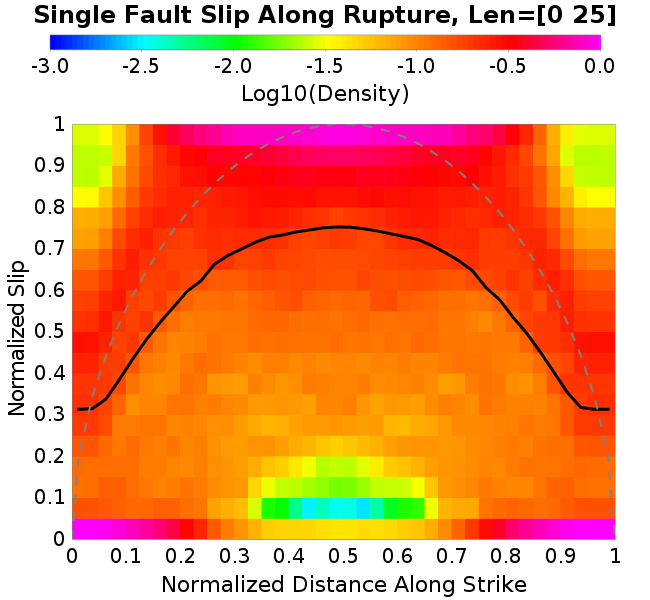 Single Fault Slip Along Rupture, Len=[0 25]
-3.0 -2.5 -2.0 -1.5 -1.0 -0.5 0.0
Log10(Density)
Normalized Slip
1
0.9
0.8
0.7
0.6
0.5
0.4
0.3
0.2
0.1
0
0 0.1 0.2 0.3 0.4 0.5 0.6 0.7 0.8 0.9 1
Normalized Distance Along Strike